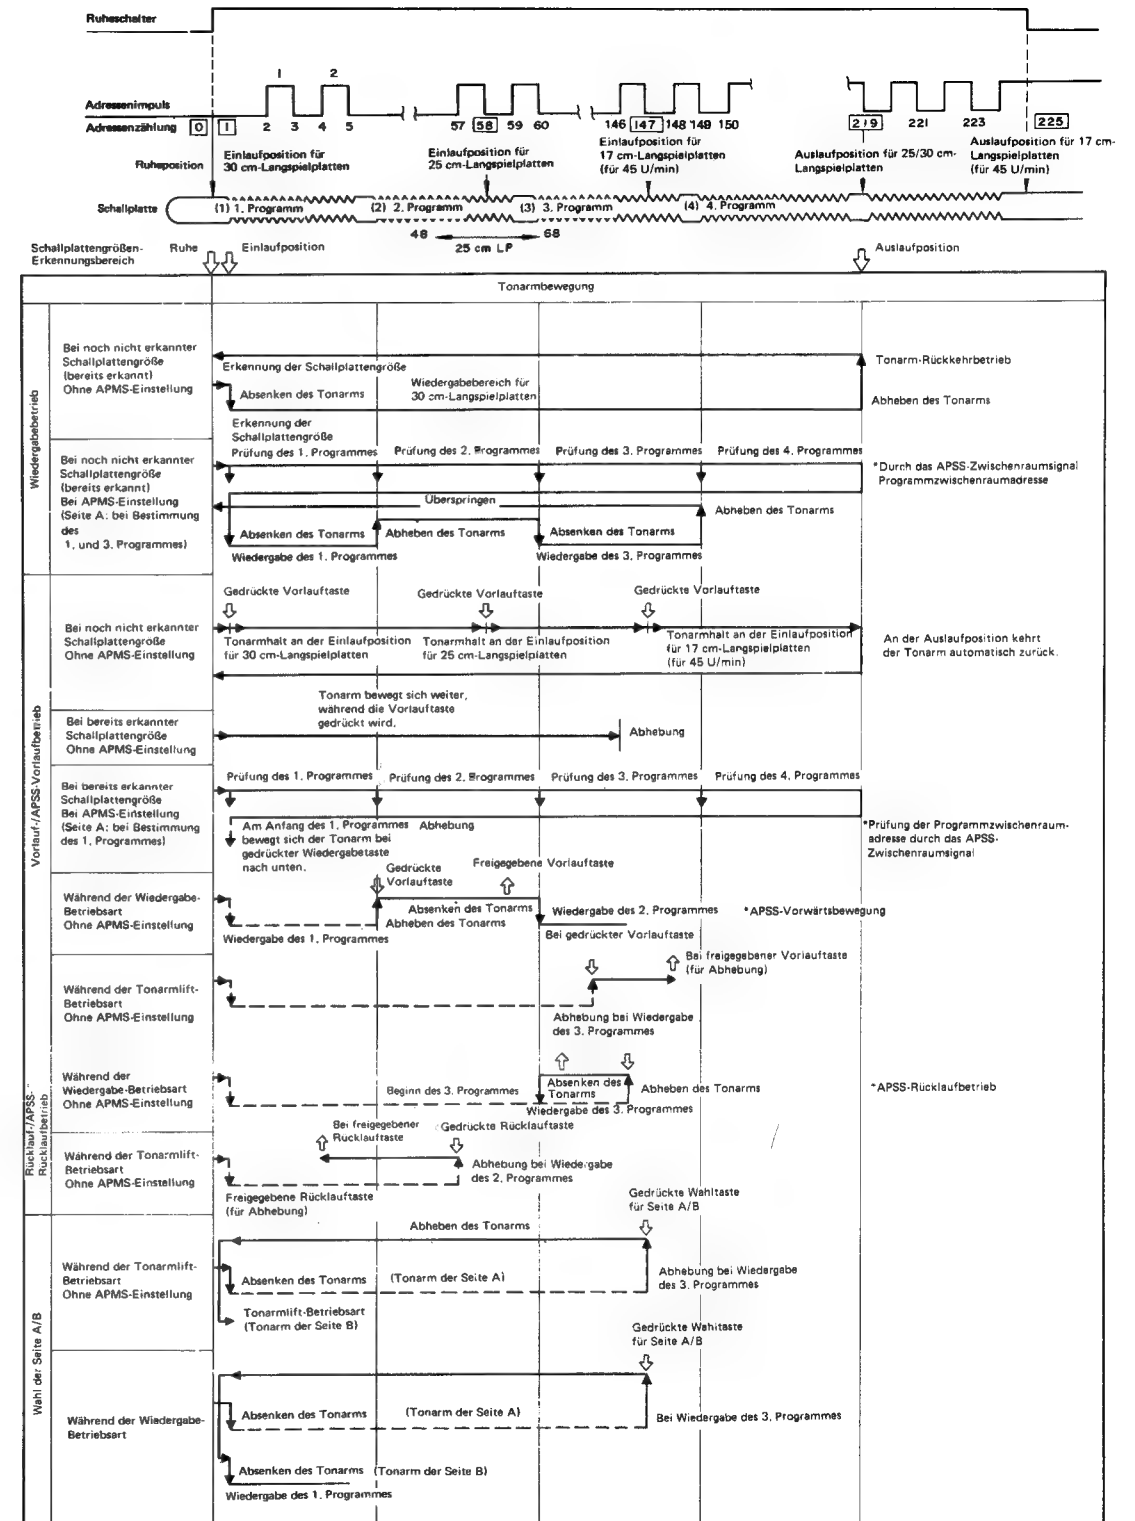 Ruheschalter
1 2
Adressenimpuls
Adressenzählung 0 1 2 3 4 5 57 58 59 60 146 147 148 149 150 219 221 223 225
Ruheposition
Einlaufposition für
30 cm-Langspielplatten
Einlaufposition für
25 cm-Langspielplatten
Einlaufposition für
17 cm-Langspielplatten
(für 45 U/min)
Auslaufposition für 25/30 cm-
Langspielplatten
Auslaufposition für 17 cm-
Langspielplatten
(für 45 U/min)
Schallplatte (1) 1. Programm (2) 2. Programm (3) 3. Programm (4) 4. Programm
48 68
25 cm LP
Schallplattengrößen-
Erkennungsbereich
Ruhe Einlaufposition Auslaufposition
Tonarmbewegung
Wiedergabebetrieb
Bei noch nicht erkannter
Schallplattengröße
(bereits erkannt)
Ohne APMS-Einstellung
Erkennung der Schallplattengröße
Tonarm-Rückkehrbetrieb
Absenken des Tonarms
Wiedergabebereich für
30 cm-Langspielplatten
Abheben des Tonarms
Erkennung der
Schallplattengröße
Bei noch nicht erkannter
Schallplattengröße
(bereits erkannt)
Bei APMS-Einstellung
(Seite A: bei Bestimmung
des
1. und 3. Programmes)
Prüfung des 1. Programmes Prüfung des 2. Programmes Prüfung des 3. Programmes Prüfung des 4. Programmes
*Durch das APSS-Zwischenraumsignal
Programmzwischenraumadresse
Überspringen
Abheben des Tonarms
Absenken des Tonarms Abheben des Tonarms Absenken des Tonarms
Wiedergabe des 1. Programmes Wiedergabe des 3. Programmes
Vorlauf-/APSS-Vorlaufbetrieb
Gedrückte Vorlauftaste Gedrückte Vorlauftaste Gedrückte Vorlauftaste
Bei noch nicht erkannter
Schallplattengröße
Ohne APMS-Einstellung
Tonarmhalt an der Einlaufposition
für 30 cm-Langspielplatten
Tonarmhalt an der Einlaufposition
für 25 cm-Langspielplatten
Tonarmhalt an der Einlaufposition
für 17 cm-Langspielplatten
(für 45 U/min)
An der Auslaufposition kehrt
der Tonarm automatisch zurück.
Bei bereits erkannter
Schallplattengröße
Ohne APMS-Einstellung
Tonarm bewegt sich weiter,
während die Vorlauftaste
gedrückt wird.
Abhebung
Bei bereits erkannter
Schallplattengröße
Bei APMS-Einstellung
(Seite A: bei Bestimmung
des 1. Programmes)
Prüfung des 1. Programmes Prüfung des 2. Programmes Prüfung des 3. Programmes Prüfung des 4. Programmes
Am Anfang des 1. Programmes
bewegt sich der Tonarm bei
gedrückter Wiedergabetaste
nach unten.
Abhebung
*Prüfung der Programmzwischenraum-
adresse durch das APSS-
Zwischenraumsignal
Während der Wiedergabe-
Betriebsart
Ohne APMS-Einstellung
Gedrückte
Vorlauftaste
Freigegebene Vorlauftaste
Absenken des Tonarms
Abheben des Tonarms
Wiedergabe des 1. Programmes
Wiedergabe des 2. Programmes
*APSS-Vorwärtsbewegung
Bei gedrückter Vorlauftaste
Während der Tonarmlift-
Betriebsart
Ohne APMS-Einstellung
Bei freigegebener Vorlauftaste
(für Abhebung)
Abhebung bei Wiedergabe
des 3. Programmes
Rücklauf-/APSS-
Rücklaufbetrieb
Während der
Wiedergabe-Betriebsart
Ohne APMS-Einstellung
Beginn des 3. Programmes
Absenken des
Tonarms
Abheben des Tonarms
*APSS-Rücklaufbetrieb
Wiedergabe des 3. Programmes
Während der Tonarmlift-
Betriebsart
Ohne APMS-Einstellung
Bei freigegebener
Rücklauftaste
Gedrückte Rücklauftaste
Abhebung bei Wiedergabe
des 2. Programmes
Freigegebene Rücklauftaste
(für Abhebung)
Wahl der Seite A/B
Gedrückte Wahltaste
für Seite A/B
Abheben des Tonarms
Während der Tonarmlift-
Betriebsart
Ohne APMS-Einstellung
Absenken des Tonarms (Tonarm der Seite A)
Abhebung bei Wiedergabe
des 3. Programmes
Tonarmlift-Betriebsart
(Tonarm der Seite B)
Gedrückte Wahltaste
für Seite A/B
Während der Wiedergabe-
Betriebsart
Absenken des Tonarms (Tonarm der Seite A)
Bei Wiedergabe des 3. Programmes
Absenken des Tonarms (Tonarm der Seite B)
Wiedergabe des 1. Programmes